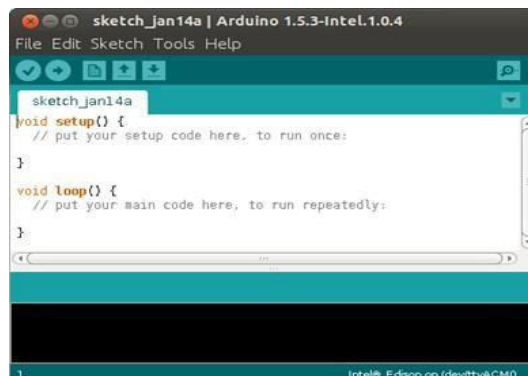 sketch_jan14a | Arduino 1.5.3-Intel.1.0.4
File Edit Sketch Tools Help
sketch_jan14a
void setup() {
// put your setup code here, to run once:
}
void loop() {
// put your main code here, to run repeatedly:
}
1
Intel® Edison on /dev/ttyACM0